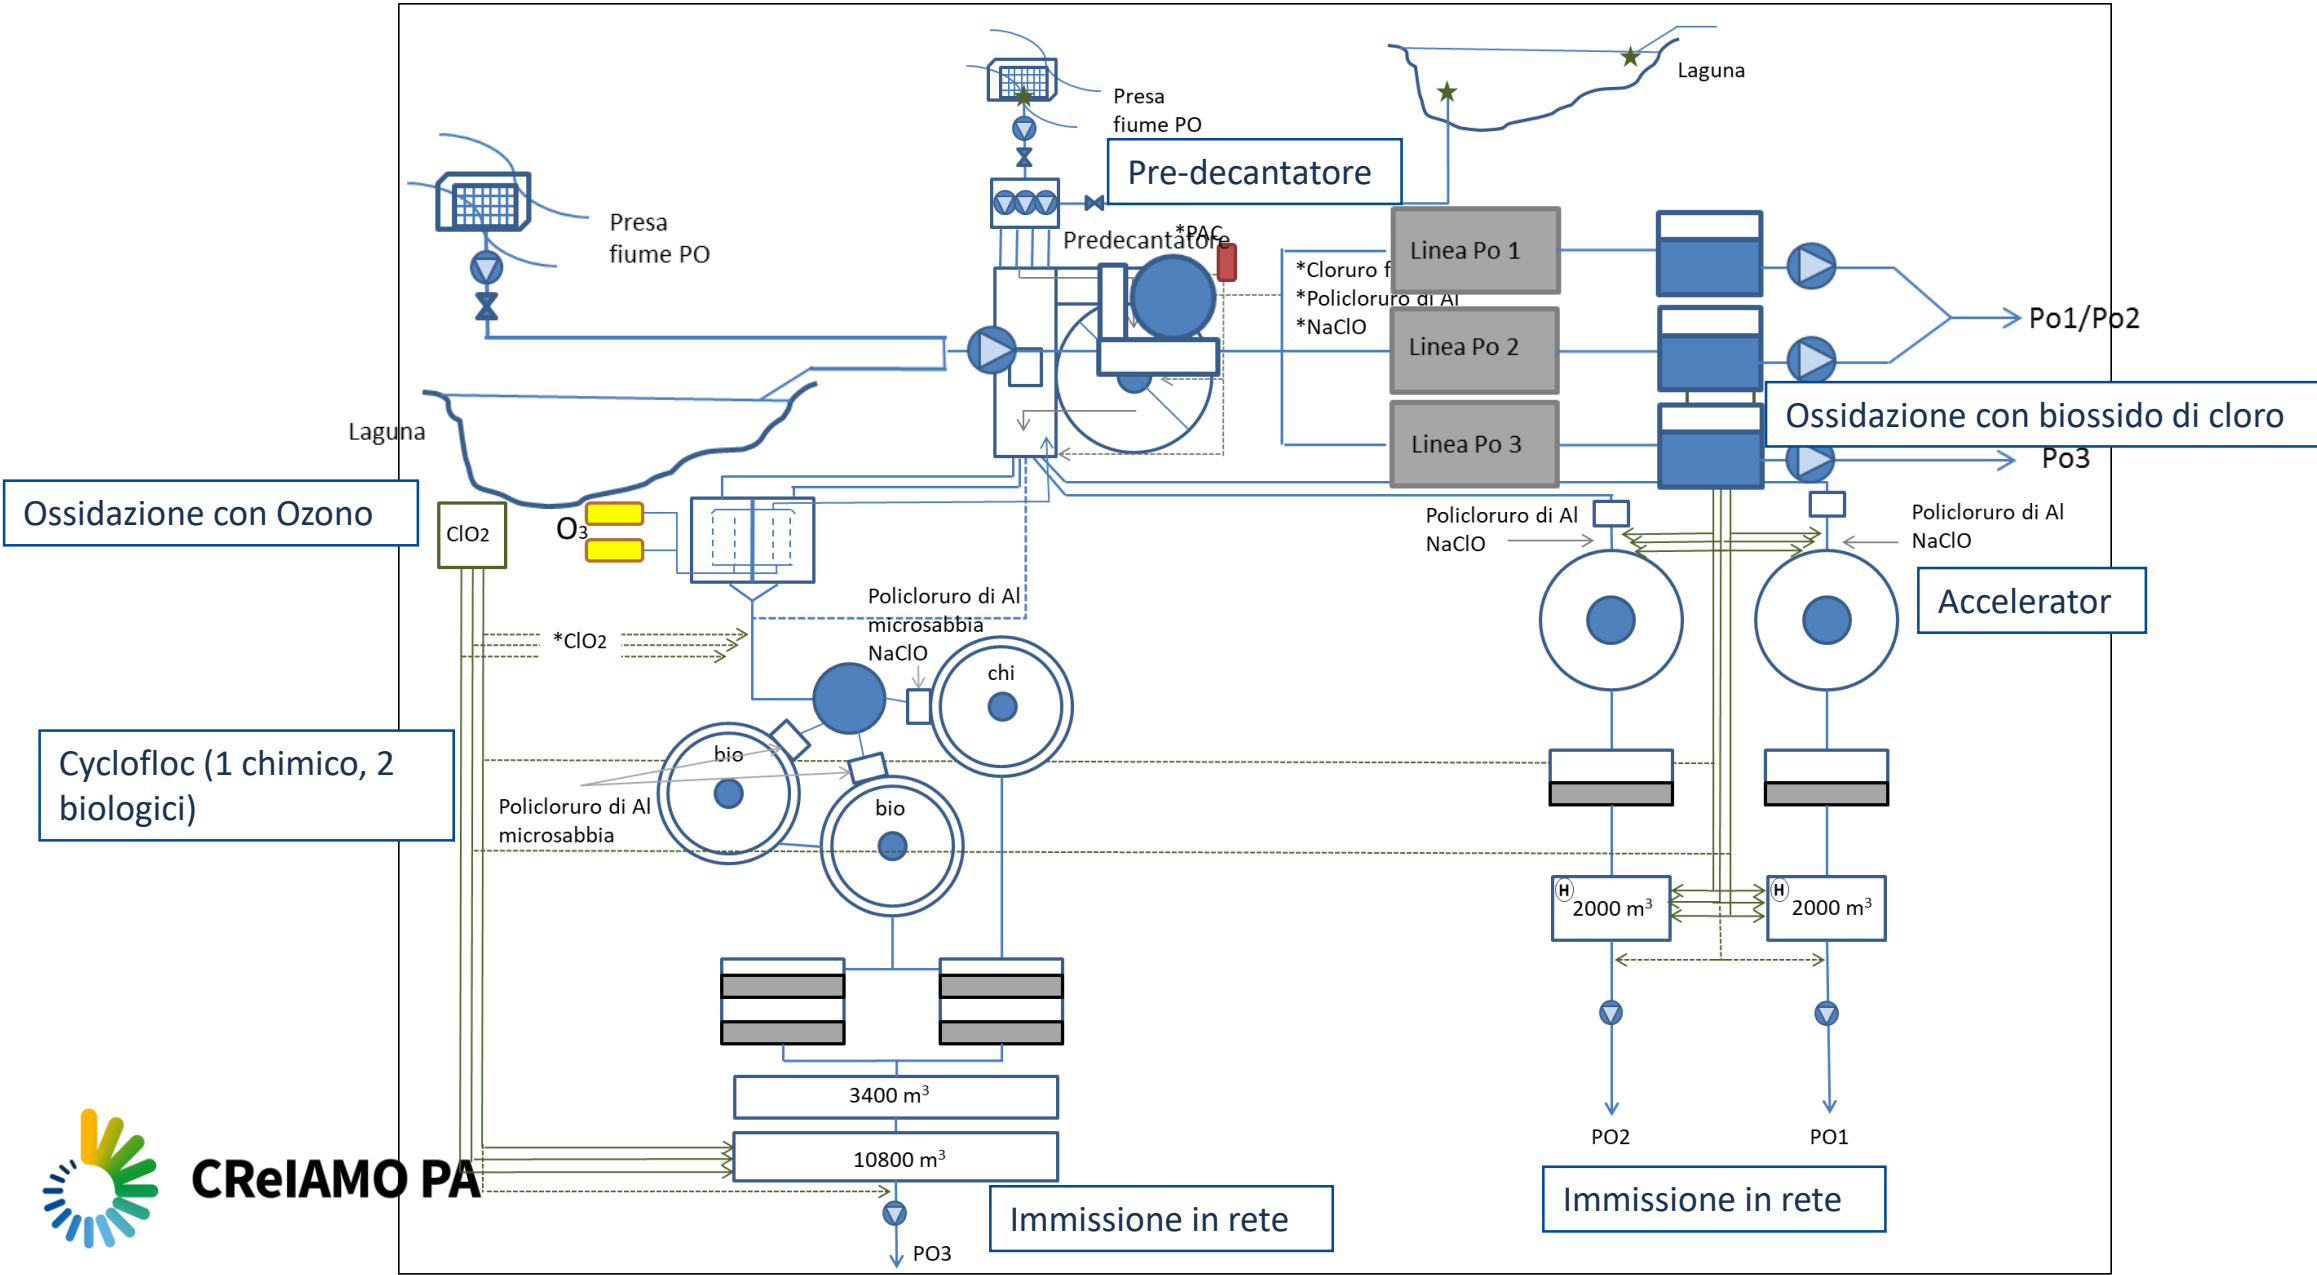 Laguna
Presa
fiume PO
Pre-decantatore
Presa
fiume PO
Predecantatore
*PAC
Linea Po 1
*Cloruro f
*Policloruro di Al
*NaClO
Linea Po 2
Po1/Po2
Laguna
Ossidazione con biossido di cloro
Linea Po 3
Po3
Ossidazione con Ozono
ClO2
O3
Policloruro di Al
NaClO
Policloruro di Al
NaClO
Accelerator
Policloruro di Al
microsabbia
NaClO
*ClO2
chi
Cyclofloc (1 chimico, 2
biologici)
bio
Policloruro di Al
microsabbia
bio
H
2000 m³
H
2000 m³
3400 m³
PO2
PO1
10800 m³
CReIAMO PA
Immissione in rete
Immissione in rete
PO3